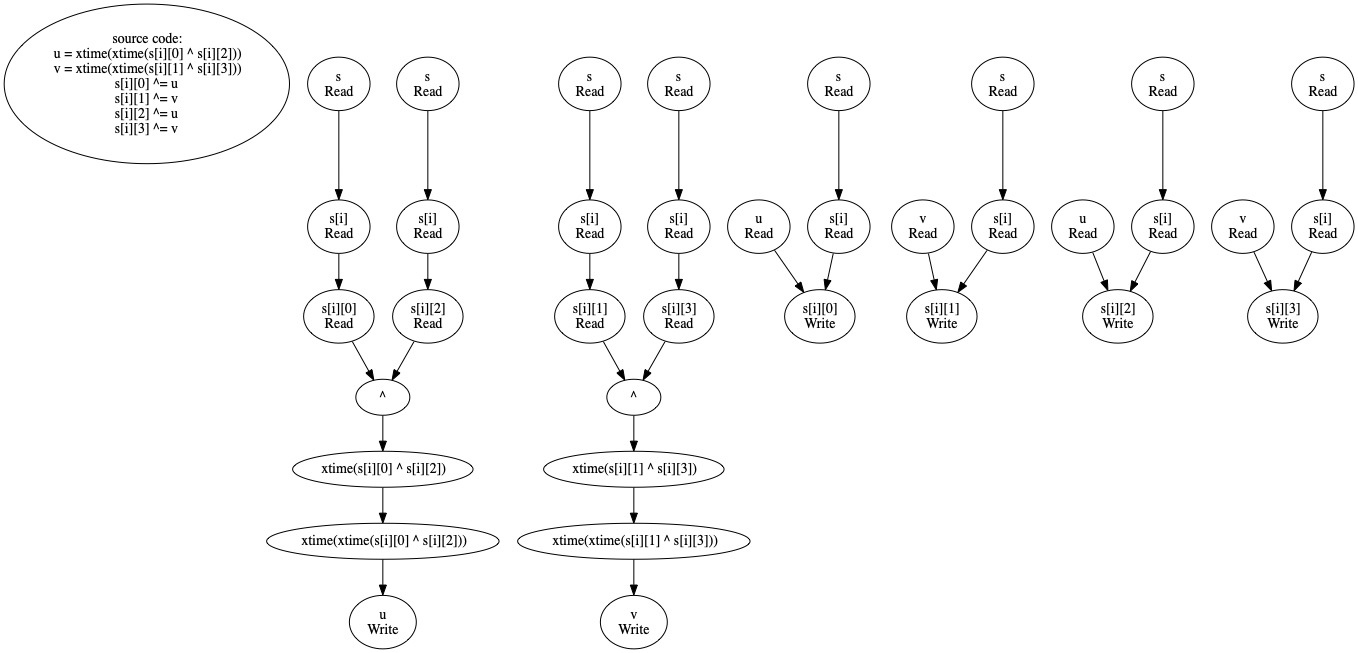 source code:
u = xtime(xtime(s[i][0] ^ s[i][2]))
v = xtime(xtime(s[i][1] ^ s[i][3]))
s[i][0] ^= u
s[i][1] ^= v
s[i][2] ^= u
s[i][3] ^= v
s
Read
s
Read
s
Read
s
Read
s
Read
s
Read
s
Read
s
Read
s[i]
Read
s[i]
Read
s[i]
Read
s[i]
Read
u
Read
s[i]
Read
v
Read
s[i]
Read
u
Read
s[i]
Read
v
Read
s[i]
Read
s[i][0]
Read
s[i][2]
Read
s[i][1]
Read
s[i][3]
Read
s[i][0]
Write
s[i][1]
Write
s[i][2]
Write
s[i][3]
Write
^
^
xtime(s[i][0] ^ s[i][2])
xtime(s[i][1] ^ s[i][3])
xtime(xtime(s[i][0] ^ s[i][2]))
xtime(xtime(s[i][1] ^ s[i][3]))
u
Write
v
Write